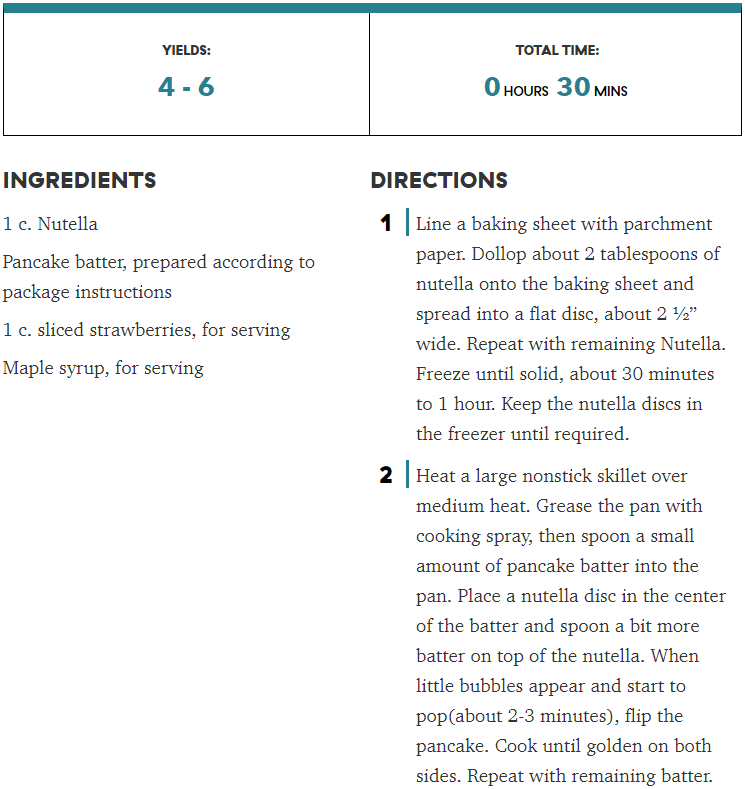 YIELDS:
4 - 6
TOTAL TIME:
0 HOURS 30 MINS
INGREDIENTS
1 c. Nutella
Pancake batter, prepared according to
package instructions
1 c. sliced strawberries, for serving
Maple syrup, for serving
DIRECTIONS
1 Line a baking sheet with parchment
paper. Dollop about 2 tablespoons of
nutella onto the baking sheet and
spread into a flat disc, about 2 ½”
wide. Repeat with remaining Nutella.
Freeze until solid, about 30 minutes
to 1 hour. Keep the nutella discs in
the freezer until required.
2 Heat a large nonstick skillet over
medium heat. Grease the pan with
cooking spray, then spoon a small
amount of pancake batter into the
pan. Place a nutella disc in the center
of the batter and spoon a bit more
batter on top of the nutella. When
little bubbles appear and start to
pop(about 2-3 minutes), flip the
pancake. Cook until golden on both
sides. Repeat with remaining batter.